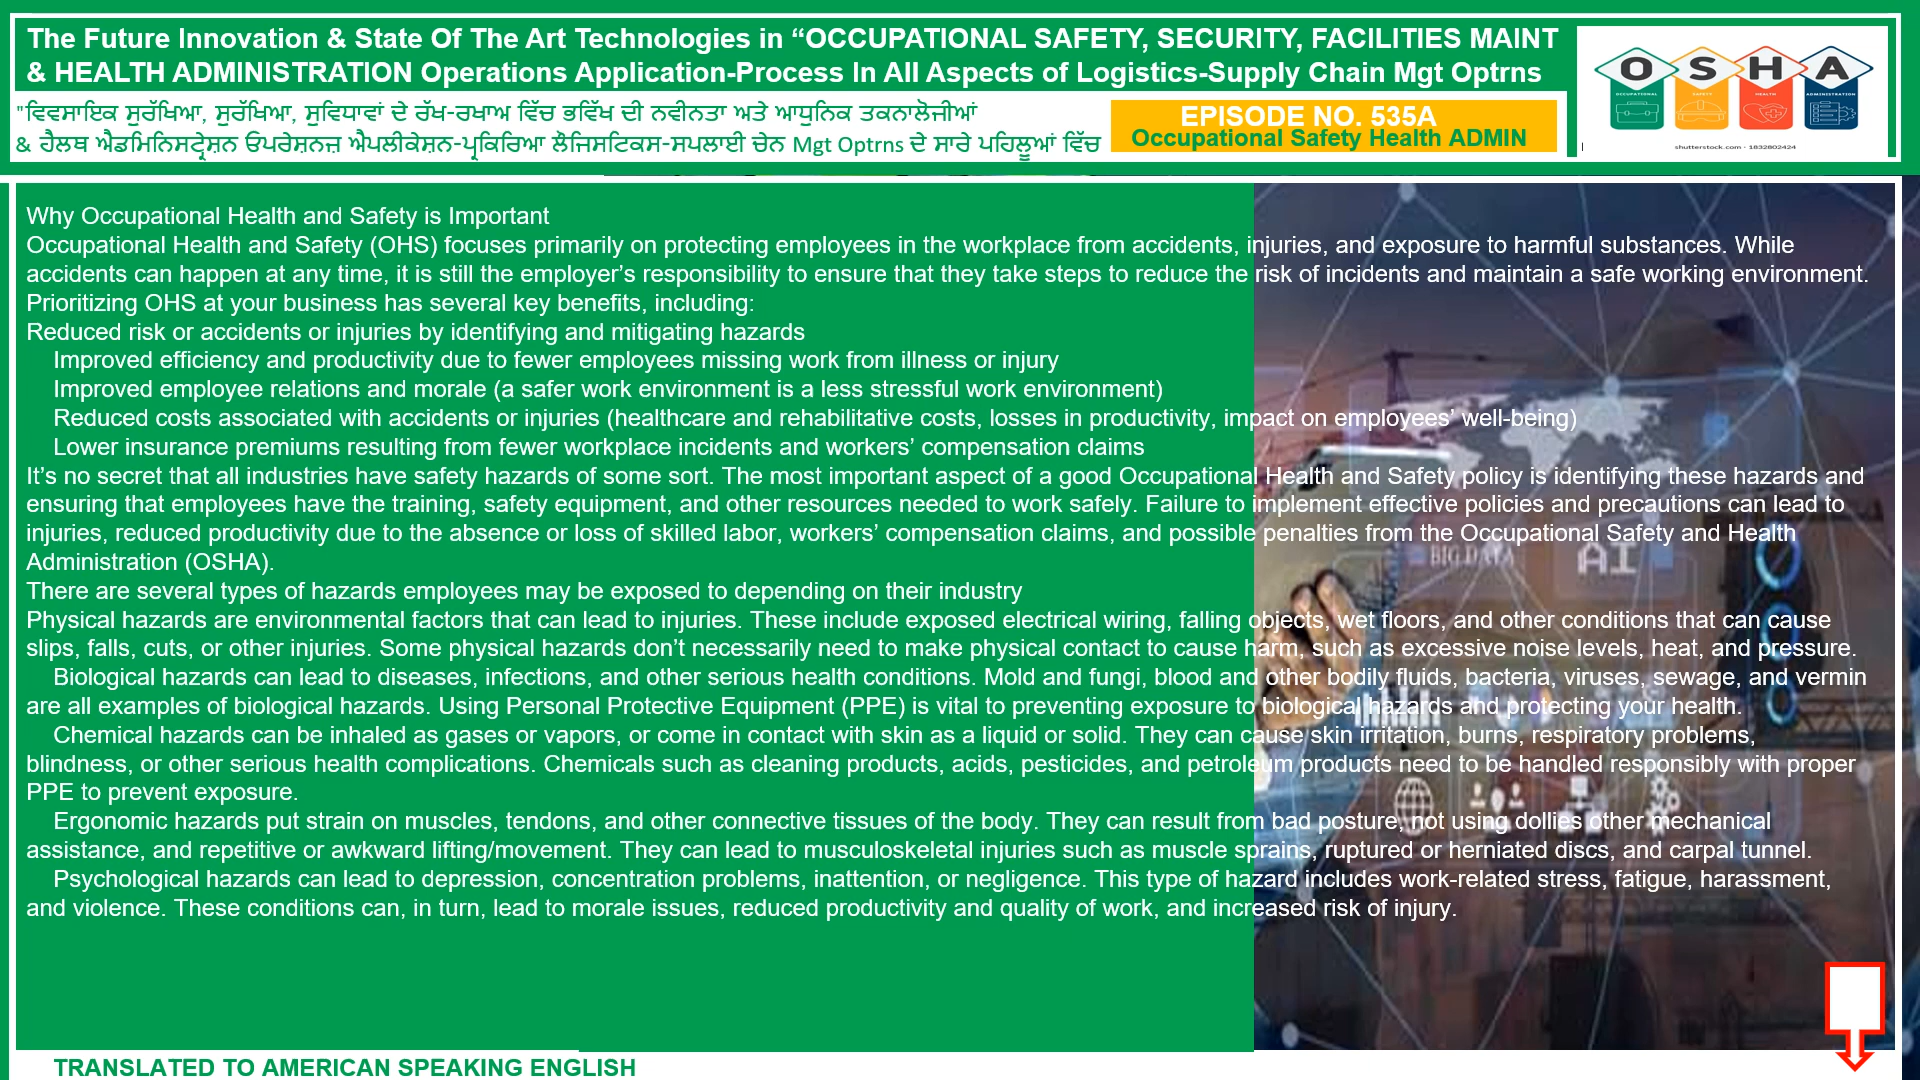 The Future Innovation & State Of The Art Technologies in “OCCUPATIONAL SAFETY, SECURITY, FACILITIES MAINT
& HEALTH ADMINISTRATION Operations Application-Process In All Aspects of Logistics-Supply Chain Mgt Optrns
"ਵਿਵਸਾਇਕ ਸੁਰੱਖਿਆ, ਸੁਰੱਖਿਆ, ਸੁਵਿਧਾਵਾਂ ਦੇ ਰੱਖ-ਰਖਾਅ ਵਿੱਚ ਭਵਿੱਖ ਦੀ ਨਵੀਨਤਾ ਅਤੇ ਆਧੁਨਿਕ ਤਕਨਾਲੋਜੀਆਂ
& ਹੈਲਥ ਐਡਮਿਨਿਸਟ੍ਰੇਸ਼ਨ ਓਪਰੇਸ਼ਨਜ਼ ਐਪਲੀਕੇਸ਼ਨ-ਪ੍ਰਕਿਰਿਆ ਲੌਜਿਸਟਿਕਸ-ਸਪਲਾਈ ਚੇਨ Mgt Optrns ਦੇ ਸਾਰੇ ਪਹਿਲੂਆਂ ਵਿੱਚ
EPISODE NO. 535A
Occupational Safety Health ADMIN
O S H A
OCCUPATIONAL SAFETY HEALTH ADMINISTRATION
shutterstock.com · 1832802424
Why Occupational Health and Safety is Important
Occupational Health and Safety (OHS) focuses primarily on protecting employees in the workplace from accidents, injuries, and exposure to harmful substances. While
accidents can happen at any time, it is still the employer’s responsibility to ensure that they take steps to reduce the risk of incidents and maintain a safe working environment.
Prioritizing OHS at your business has several key benefits, including:
Reduced risk or accidents or injuries by identifying and mitigating hazards
Improved efficiency and productivity due to fewer employees missing work from illness or injury
Improved employee relations and morale (a safer work environment is a less stressful work environment)
Reduced costs associated with accidents or injuries (healthcare and rehabilitative costs, losses in productivity, impact on employees’ well-being)
Lower insurance premiums resulting from fewer workplace incidents and workers’ compensation claims
It’s no secret that all industries have safety hazards of some sort. The most important aspect of a good Occupational Health and Safety policy is identifying these hazards and
ensuring that employees have the training, safety equipment, and other resources needed to work safely. Failure to implement effective policies and precautions can lead to
injuries, reduced productivity due to the absence or loss of skilled labor, workers’ compensation claims, and possible penalties from the Occupational Safety and Health
Administration (OSHA).
BIG DATA AI
There are several types of hazards employees may be exposed to depending on their industry
Physical hazards are environmental factors that can lead to injuries. These include exposed electrical wiring, falling objects, wet floors, and other conditions that can cause
slips, falls, cuts, or other injuries. Some physical hazards don’t necessarily need to make physical contact to cause harm, such as excessive noise levels, heat, and pressure.
Biological hazards can lead to diseases, infections, and other serious health conditions. Mold and fungi, blood and other bodily fluids, bacteria, viruses, sewage, and vermin
are all examples of biological hazards. Using Personal Protective Equipment (PPE) is vital to preventing exposure to biological hazards and protecting your health.
Chemical hazards can be inhaled as gases or vapors, or come in contact with skin as a liquid or solid. They can cause skin irritation, burns, respiratory problems,
blindness, or other serious health complications. Chemicals such as cleaning products, acids, pesticides, and petroleum products need to be handled responsibly with proper
PPE to prevent exposure.
Ergonomic hazards put strain on muscles, tendons, and other connective tissues of the body. They can result from bad posture, not using dollies other mechanical
assistance, and repetitive or awkward lifting/movement. They can lead to musculoskeletal injuries such as muscle sprains, ruptured or herniated discs, and carpal tunnel.
Psychological hazards can lead to depression, concentration problems, inattention, or negligence. This type of hazard includes work-related stress, fatigue, harassment,
and violence. These conditions can, in turn, lead to morale issues, reduced productivity and quality of work, and increased risk of injury.
TRANSLATED TO AMERICAN SPEAKING ENGLISH